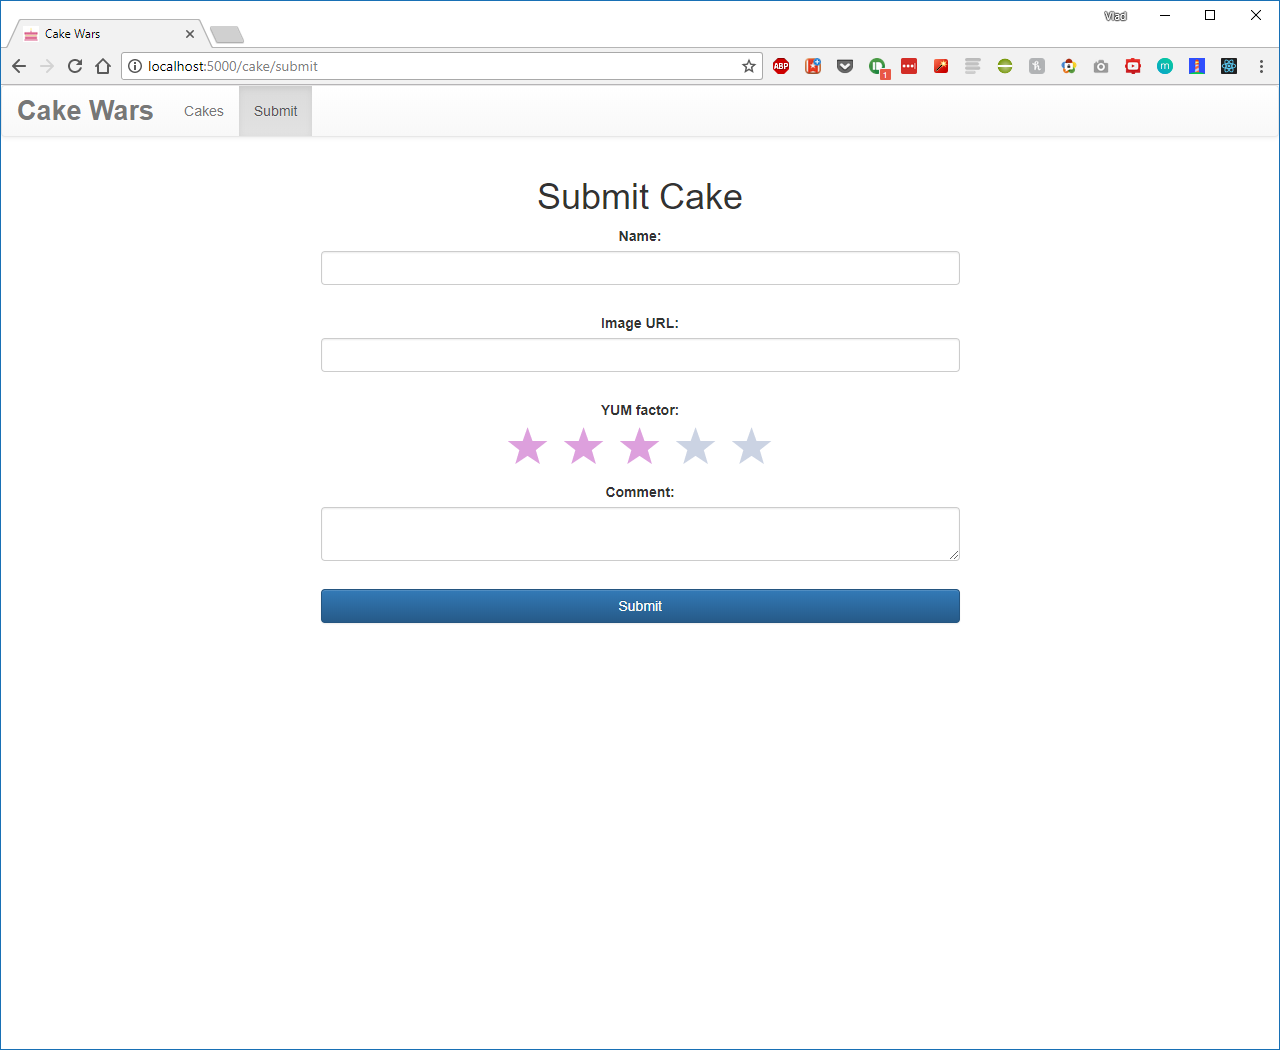 Vlad
Cake Wars
localhost:5000/cake/submit
ABP
1
m
Cake Wars Cakes Submit
Submit Cake
Name:
Image URL:
YUM factor:
Comment:
Submit